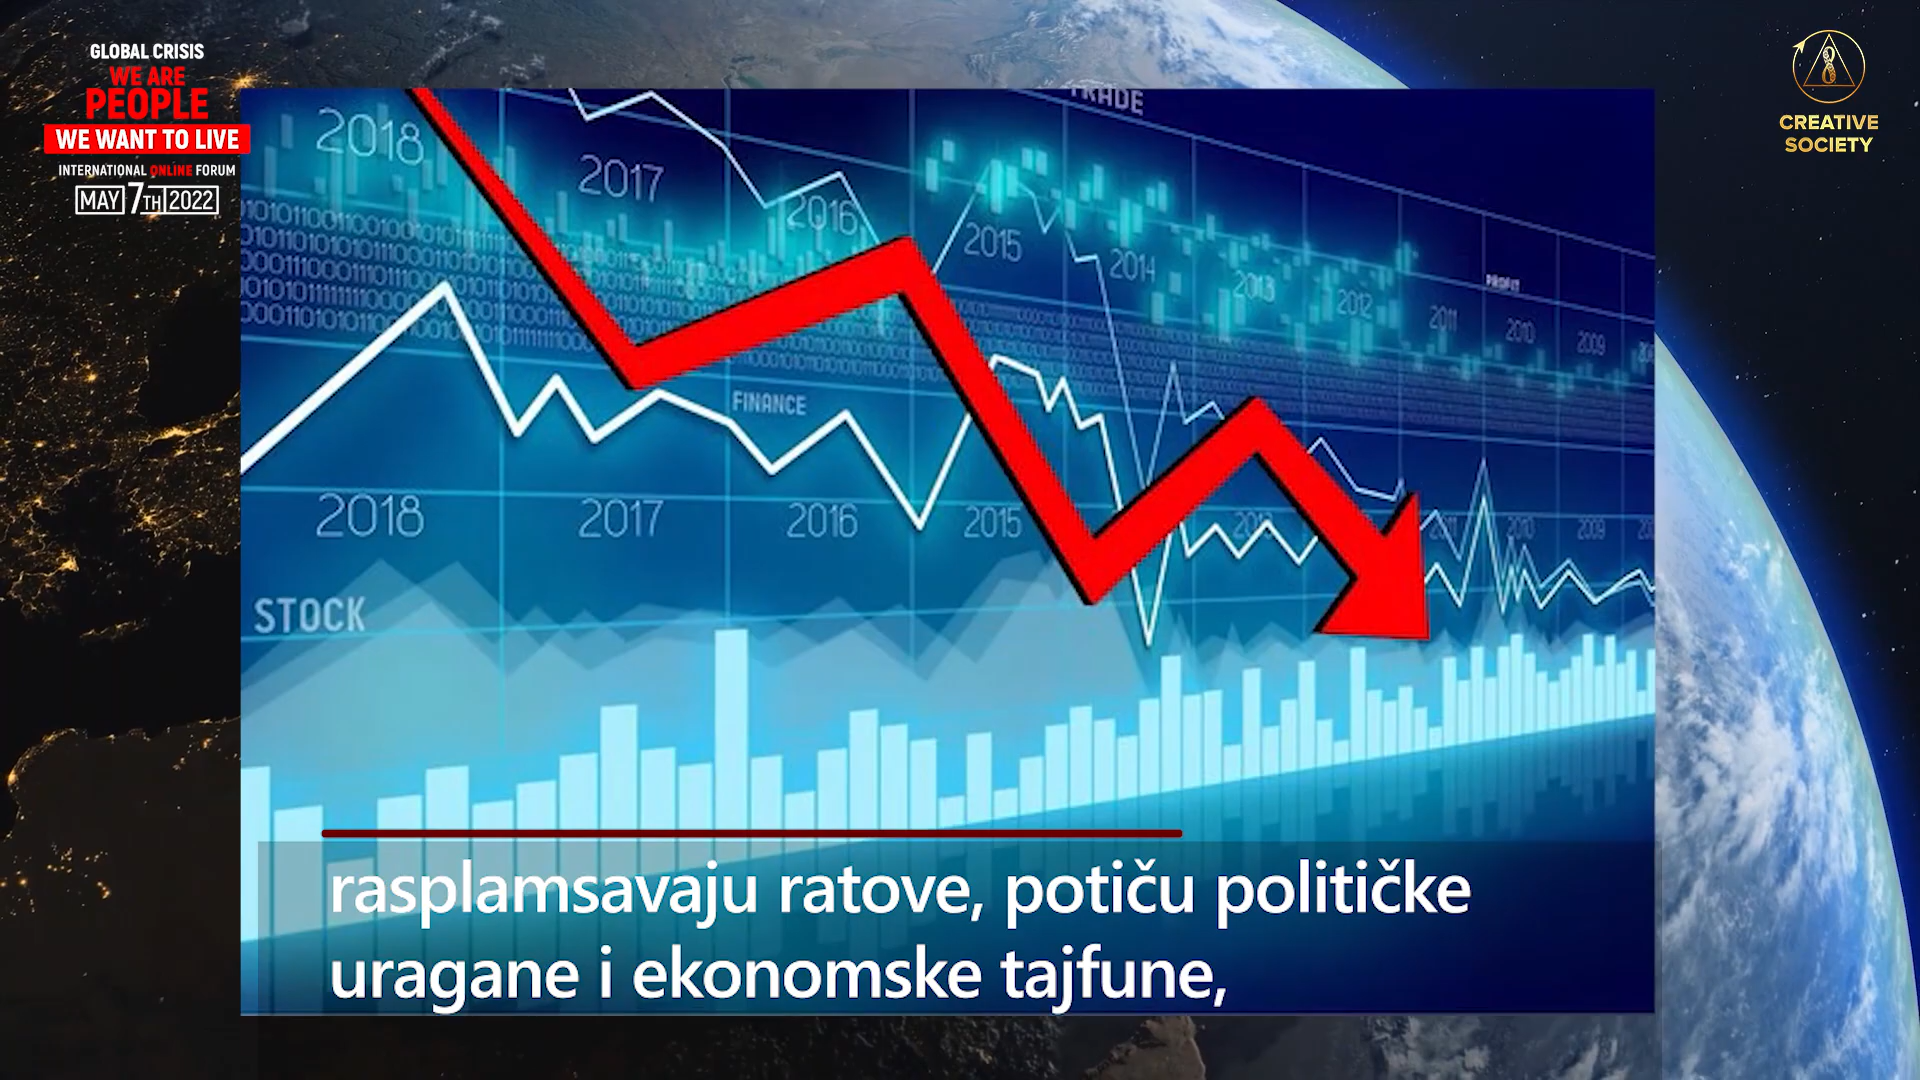 GLOBAL CRISIS
WE ARE
PEOPLE
WE WANT TO LIVE
INTERNATIONAL ONLINE FORUM
MAY 7TH 2022
CREATIVE
SOCIETY
TRADE
2018
2017
2016
2015
2014
2013
2012
2011
2010
2009
PROFIT
FINANCE
2018
2017
2016
2015
2010
2009
STOCK
rasplamsavaju ratove, potiču političke
uragane i ekonomske tajfune,